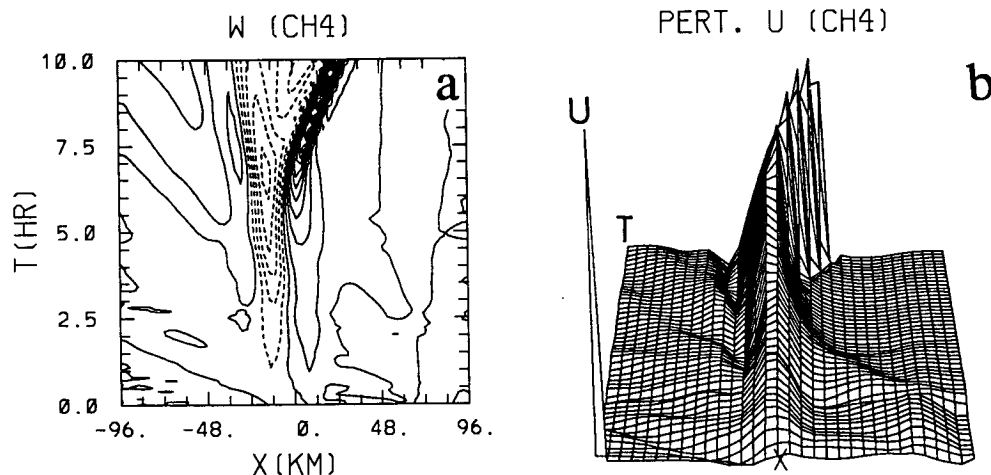 W (CH4)
PERT. U (CH4)
a
b
U
T
T(HR)
10.0
7.5
5.0
2.5
0.0
-96.
-48.
0.
48.
96.
X(KM)
X